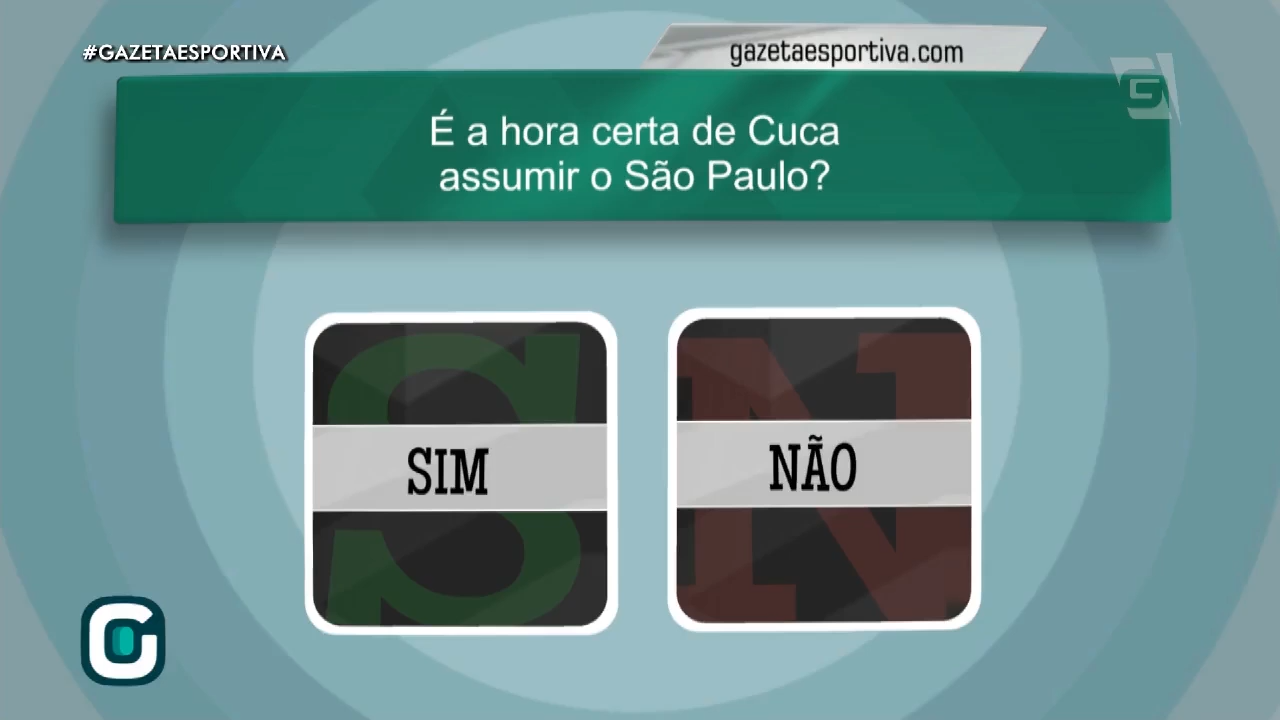 #GAZETAESPORTIVA
gazetaesportiva.com
É a hora certa de Cuca
assumir o São Paulo?
S
N
SIM
NÃO
G
G